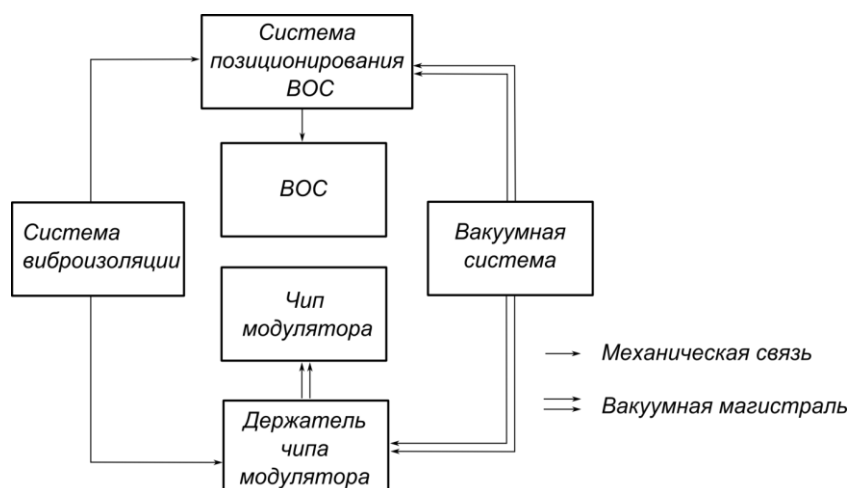 Система
позиционирования
ВОС
ВОС
Система
виброизоляции
Вакуумная
система
Чип
модулятора
Механическая связь
Вакуумная магистраль
Держатель
чипа
модулятора